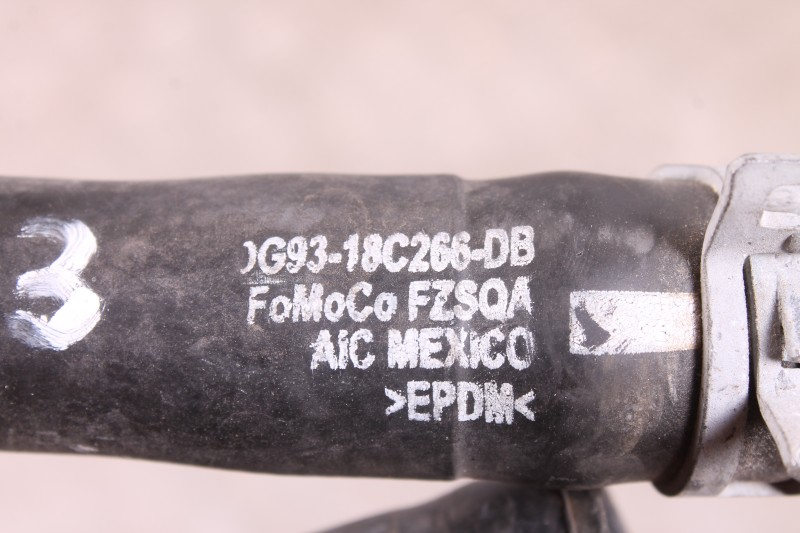 3
DG93-18C266-DB
FoMoCo FZSQA
AIC MEXICO
>EPDM<